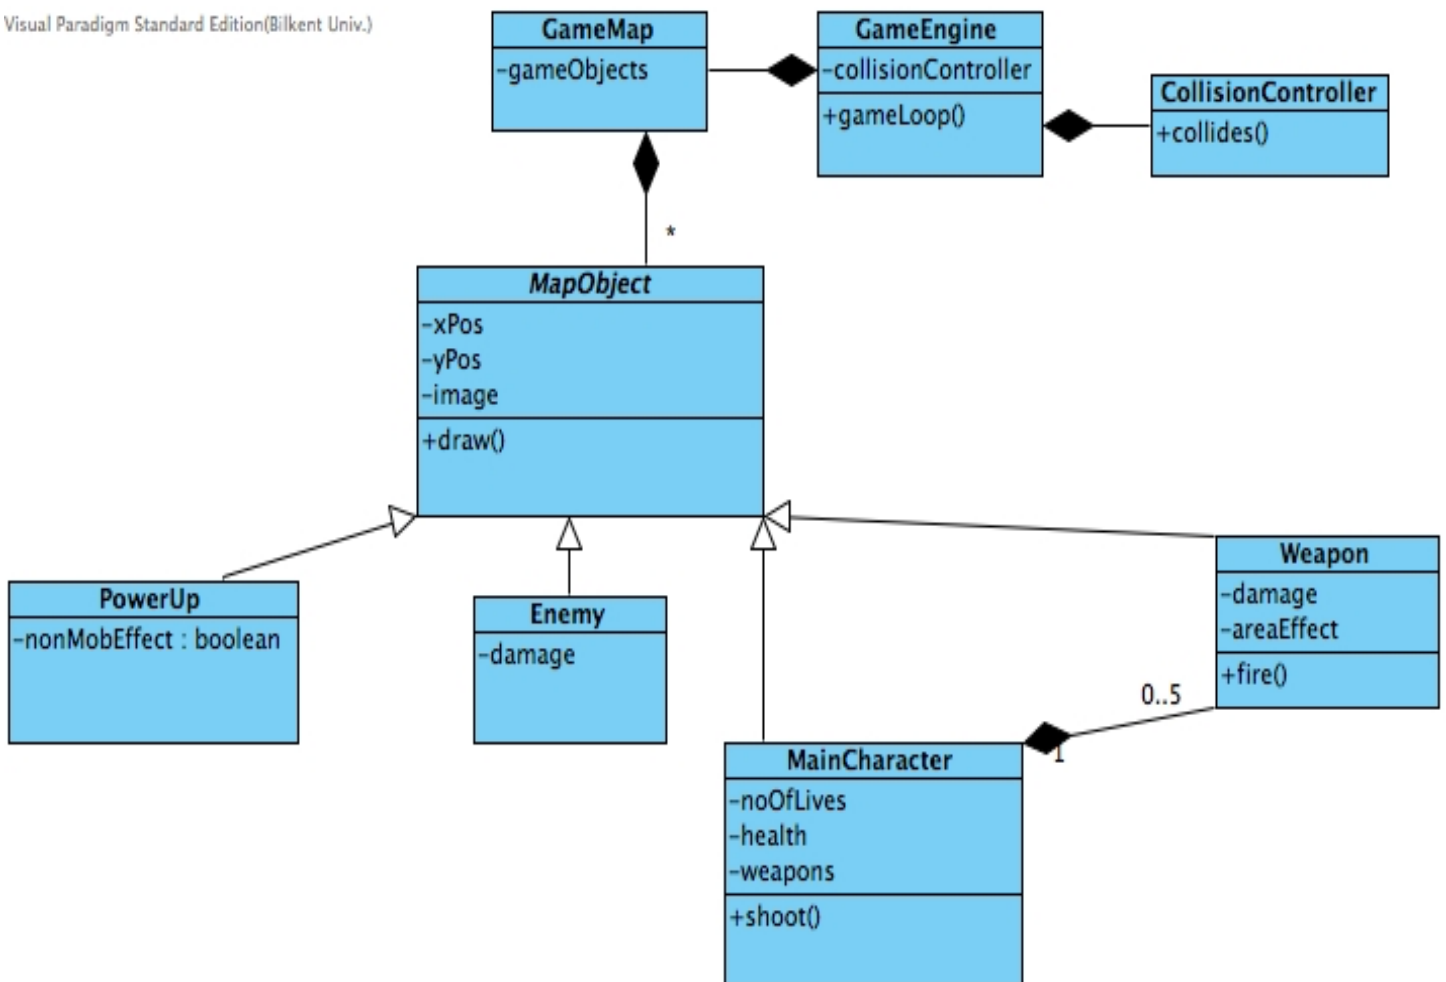 Visual Paradigm Standard Edition(Bilkent Univ.)
GameMap
-gameObjects
GameEngine
-collisionController
+gameLoop()
CollisionController
+collides()
*
MapObject
-xPos
-yPos
-image
+draw()
PowerUp
-nonMobEffect : boolean
Enemy
-damage
Weapon
-damage
-areaEffect
+fire()
0..5
1
MainCharacter
-noOfLives
-health
-weapons
+shoot()